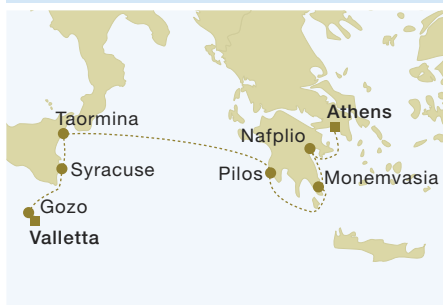 Taormina
Athens
Nafplio
Syracuse
Pilos
Monemvasia
Gozo
Valletta